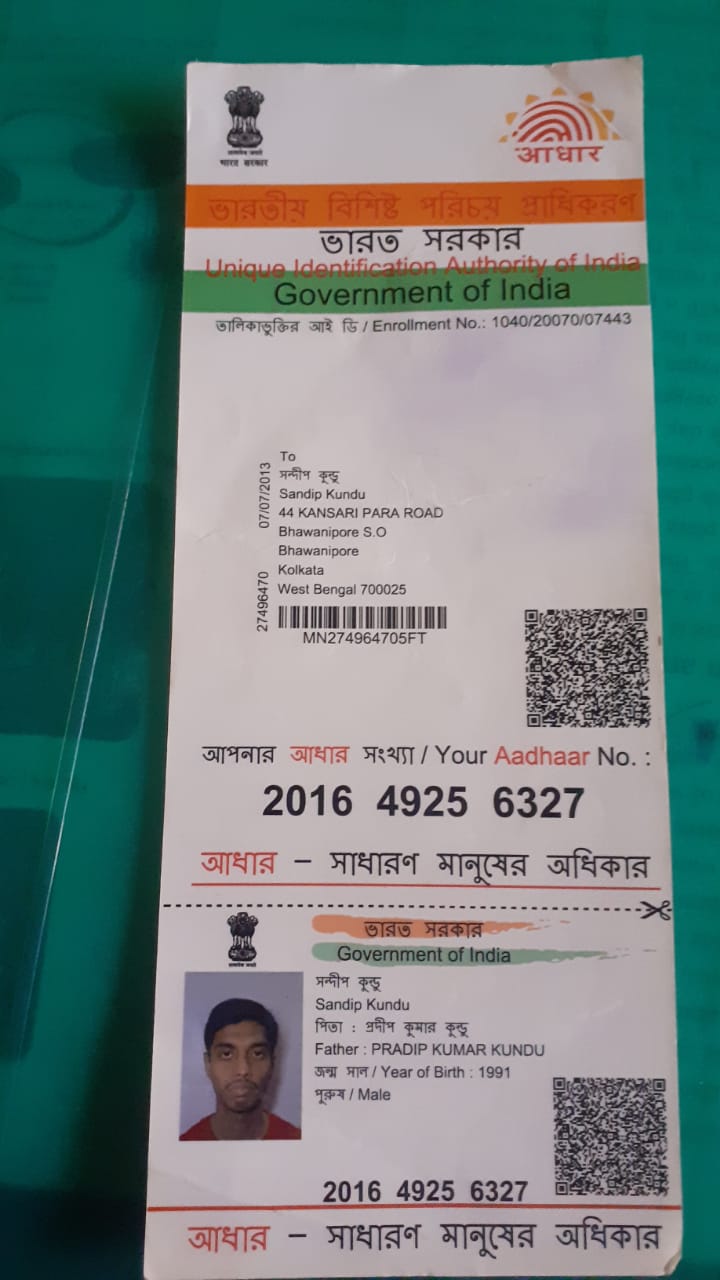 भारत सरकार
आधार
ভারতীয় বিশিষ্ট পরিচয় প্রাধিকরণ
ভারত সরকার
Unique Identification Authority of India
Government of India
তালিকাভুক্তির আই ডি / Enrollment No.: 1040/20070/07443
To
সন্দীপ কুন্ডু
Sandip Kundu
44 KANSARI PARA ROAD
Bhawanipore S.O
Bhawanipore
Kolkata
West Bengal 700025
07/07/2013
27496470
MN274964705FT
আপনার আধার সংখ্যা / Your Aadhaar No. :
2016 4925 6327
আধার – সাধারণ মানুষের অধিকার
ভারত সরকার
Government of India
সন্দীপ কুন্ডু
Sandip Kundu
পিতা : প্রদীপ কুমার কুন্ডু
Father : PRADIP KUMAR KUNDU
জন্ম সাল / Year of Birth : 1991
পুরুষ / Male
2016 4925 6327
আধার – সাধারণ মানুষের অধিকার